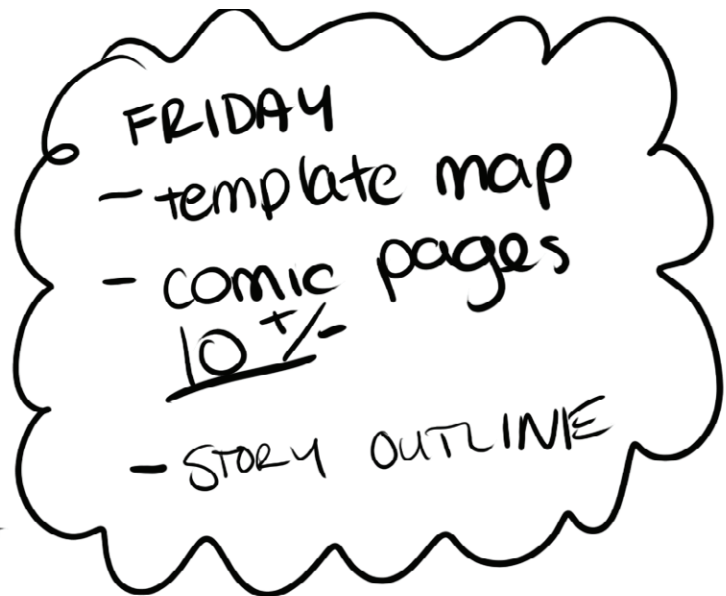 FRIDAY
- template map
- comic pages
10 +/-
- STORY OUTLINE